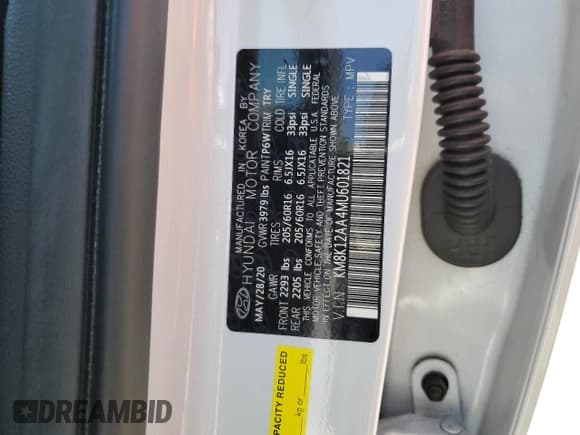 MANUFACTURED IN KOREA BY
HYUNDAI MOTOR COMPANY
MAY/28/20 GVWR 3979 lbs PAINT P6W TRIM TRY
GAWR TIRES RIMS COLD TIRE INFL
FRONT 2293 lbs 205/60R16 6.5JX16 33psi SINGLE
REAR 2205 lbs 205/60R16 6.5JX16 33psi SINGLE
THIS VEHICLE CONFORMS TO ALL APPLICABLE U.S.A. FEDERAL
MOTOR VEHICLE SAFETY, AND THEFT PREVENTION STANDARDS
IN EFFECT ON THE DATE OF MANUFACTURE SHOWN ABOVE.
V.I.N: KM8K12AA4MU601821 TYPE : MPV
PACITY REDUCED
kg or lbs
DREAMBID